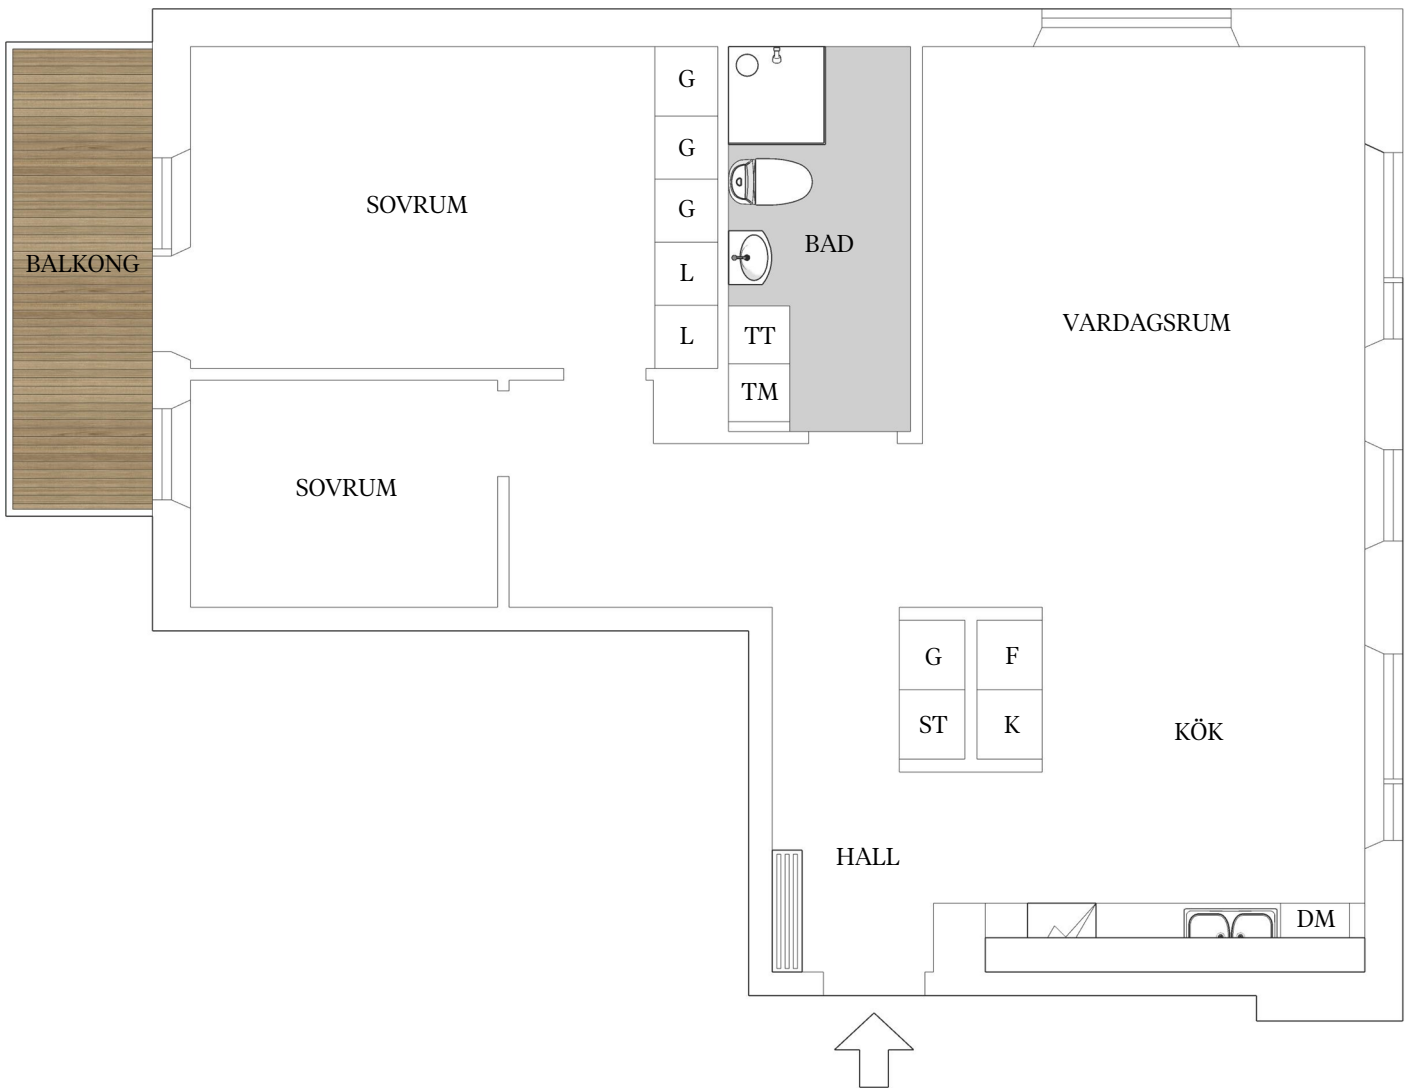 G
G
SOVRUM
G
BAD
BALKONG
L
VARDAGSRUM
L
TT
TM
SOVRUM
G
F
ST
K
KÖK
HALL
DM